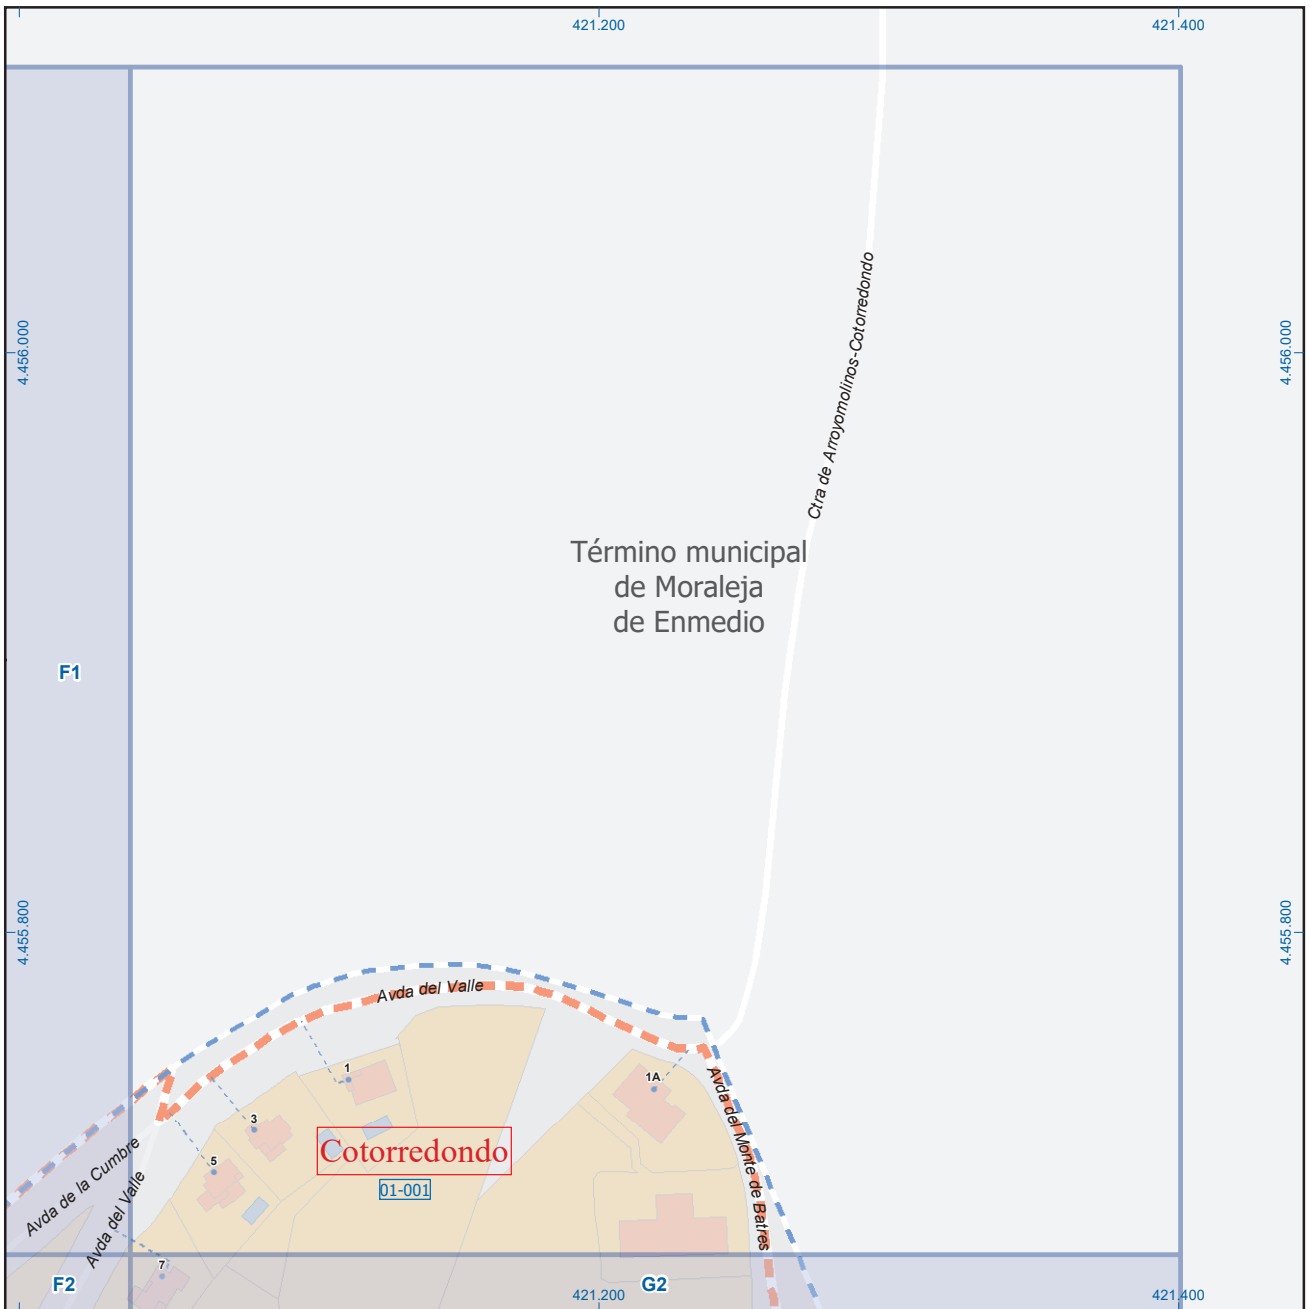 421.200
421.400
4.456.000
4.456.000
Ctra de Arroyomolinos-Cotorredondo
Término municipal
de Moraleja
de Enmedio
F1
4.455.800
4.455.800
Avda del Valle
1
1A
3
Cotorredondo
5
01-001
Avda de la Cumbre
Avda del Valle
Avda del Monte de Batres
7
F2
G2
421.200
421.400